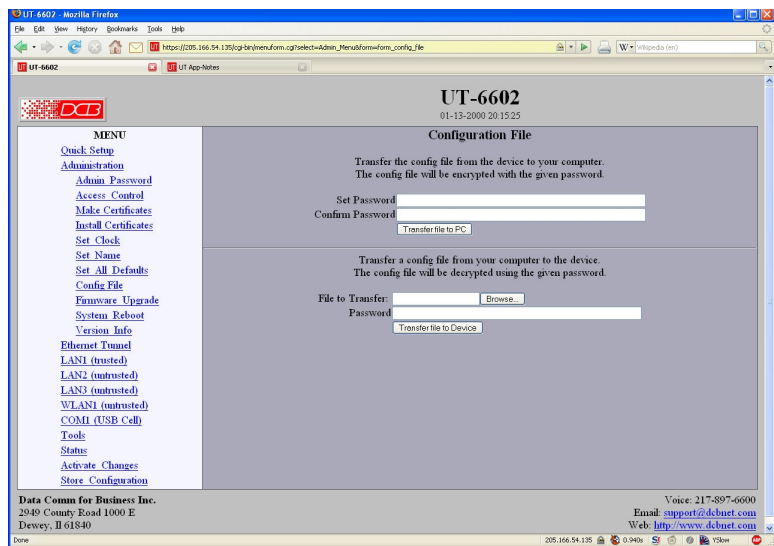 UT-6602 - Mozilla Firefox
File Edit View History Bookmarks Tools Help
https://205.166.54.135/cgi-bin/menuform.cgi?select=Admin_Menu&form=form_config_file
Wikipedia (en)
UT-6602
UT App-Notes
DCB
UT-6602
01-13-2000 20:15:25
MENU
Quick Setup
Administration
Admin Password
Access Control
Make Certificates
Install Certificates
Set Clock
Set Name
Set All Defaults
Config File
Firmware Upgrade
System Reboot
Version Info
Ethernet Tunnel
LAN1 (trusted)
LAN2 (untrusted)
LAN3 (untrusted)
WLAN1 (untrusted)
COM1 (USB Cell)
Tools
Status
Activate Changes
Store Configuration
Configuration File
Transfer the config file from the device to your computer.
The config file will be encrypted with the given password.
Set Password
Confirm Password
Transfer file to PC
Transfer a config file from your computer to the device.
The config file will be decrypted using the given password.
File to Transfer: Browse...
Password
Transfer file to Device
Data Comm for Business Inc.
2949 County Road 1000 E
Dewey, Il 61840
Voice: 217-897-6600
Email: support@dcbnet.com
Web: http://www.dcbnet.com
Done
205.166.54.135 0.940s YSlow